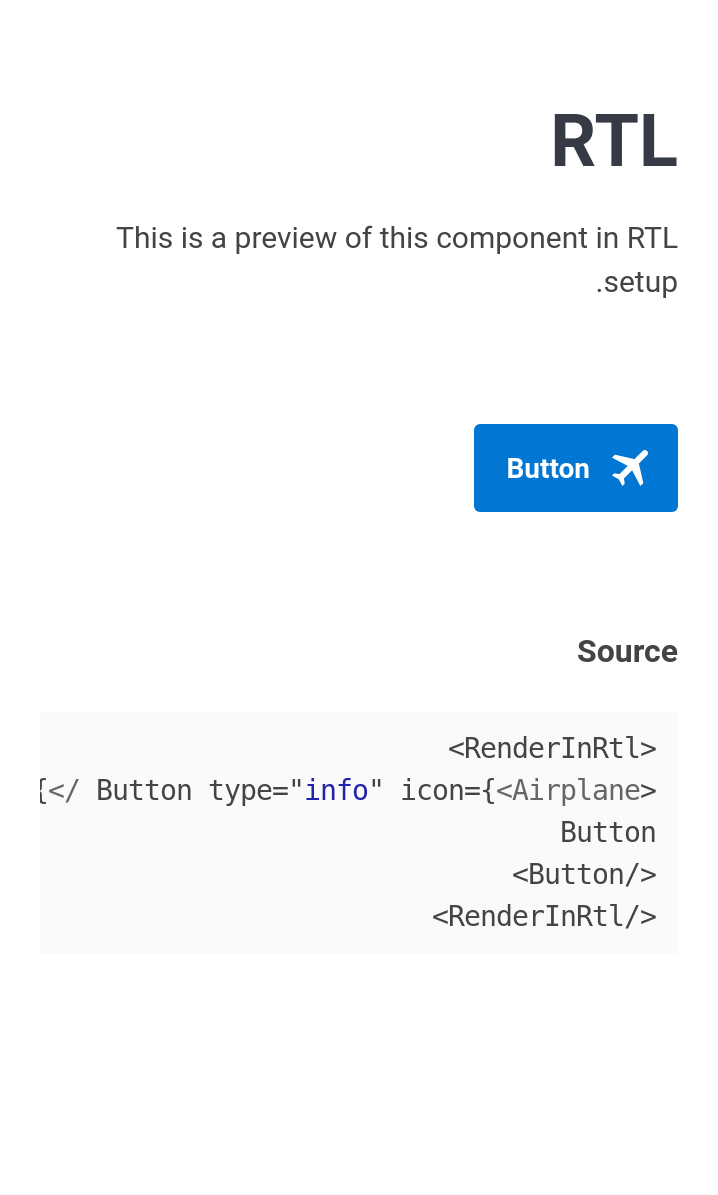 RTL
This is a preview of this component in RTL
.setup
Button
Source
<RenderInRtl>
{</ Button type="info" icon={<Airplane>
Button
<Button/>
<RenderInRtl/>